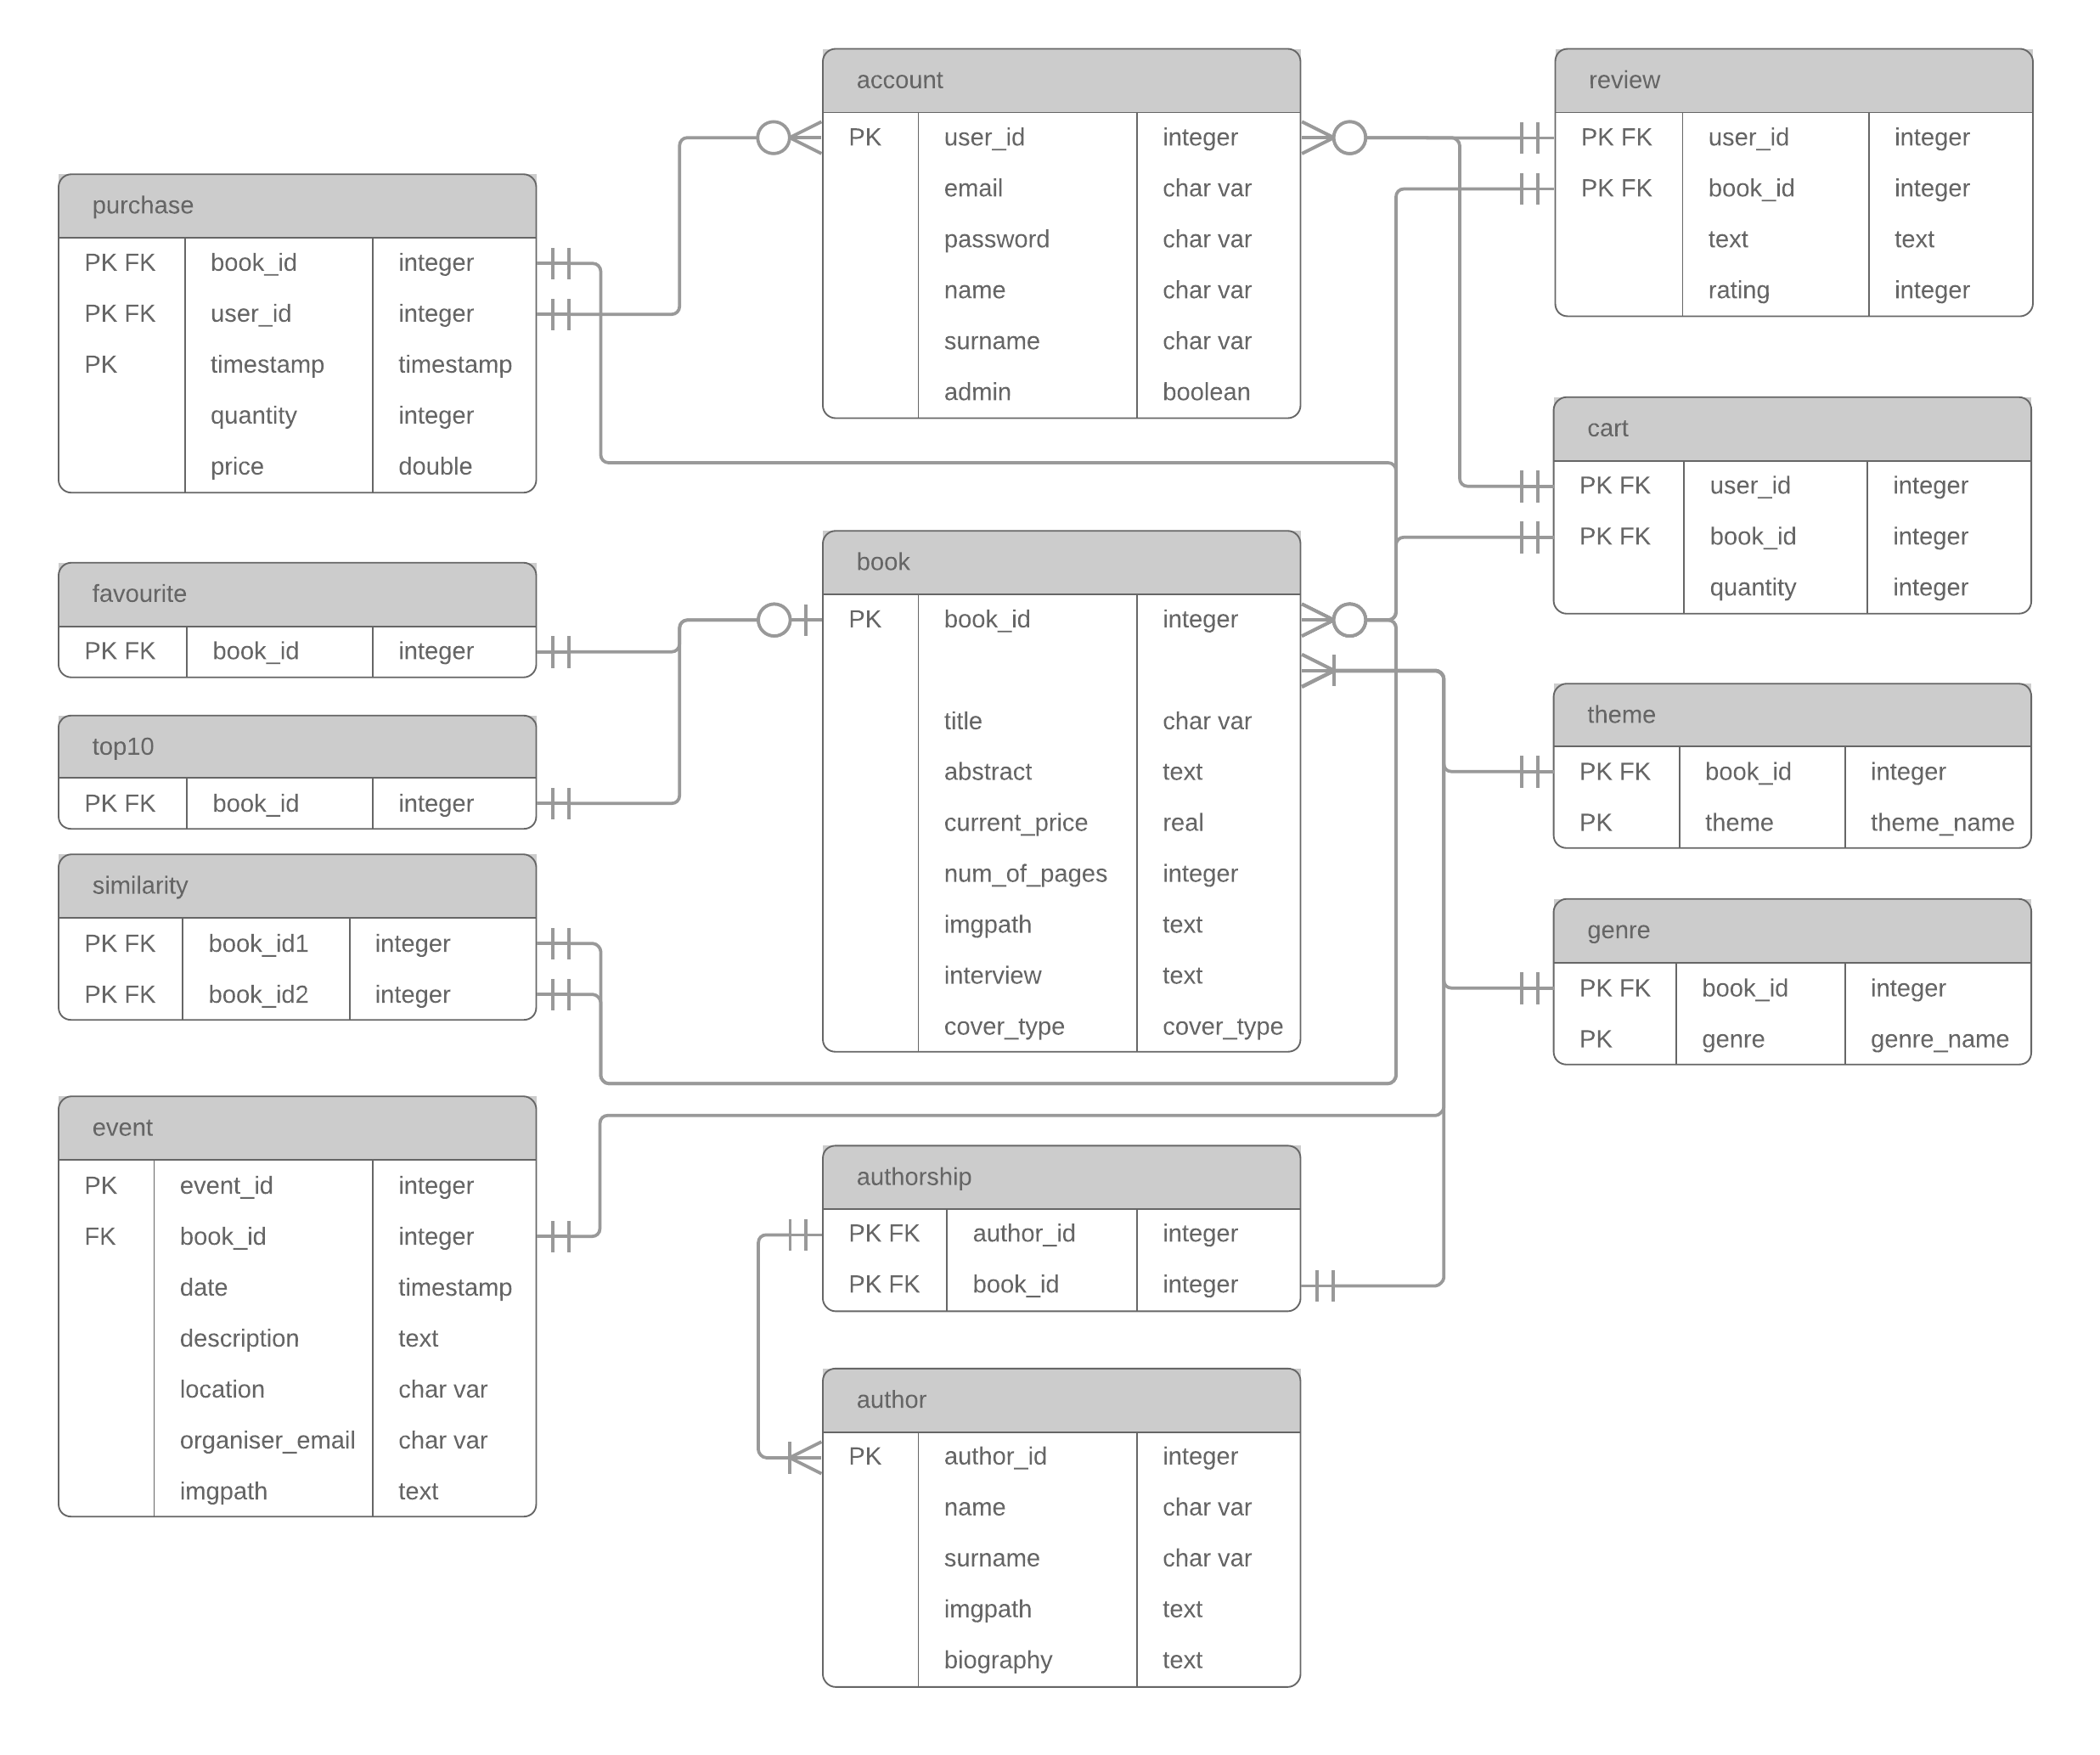 account
PK user_id integer
email char var
password char var
name char var
surname char var
admin boolean
review
PK FK user_id integer
PK FK book_id integer
text text
rating integer
purchase
PK FK book_id integer
PK FK user_id integer
PK timestamp timestamp
quantity integer
price double
cart
PK FK user_id integer
PK FK book_id integer
quantity integer
favourite
PK FK book_id integer
book
PK book_id integer
title char var
abstract text
current_price real
num_of_pages integer
imgpath text
interview text
cover_type cover_type
top10
PK FK book_id integer
theme
PK FK book_id integer
PK theme theme_name
similarity
PK FK book_id1 integer
PK FK book_id2 integer
genre
PK FK book_id integer
PK genre genre_name
event
PK event_id integer
FK book_id integer
date timestamp
description text
location char var
organiser_email char var
imgpath text
authorship
PK FK author_id integer
PK FK book_id integer
author
PK author_id integer
name char var
surname char var
imgpath text
biography text